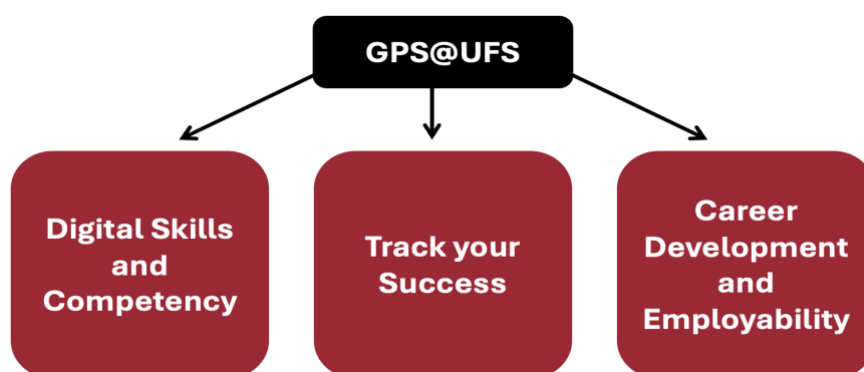 GPS@UFS
Digital Skills
and
Competency
Track your
Success
Career
Development
and
Employability